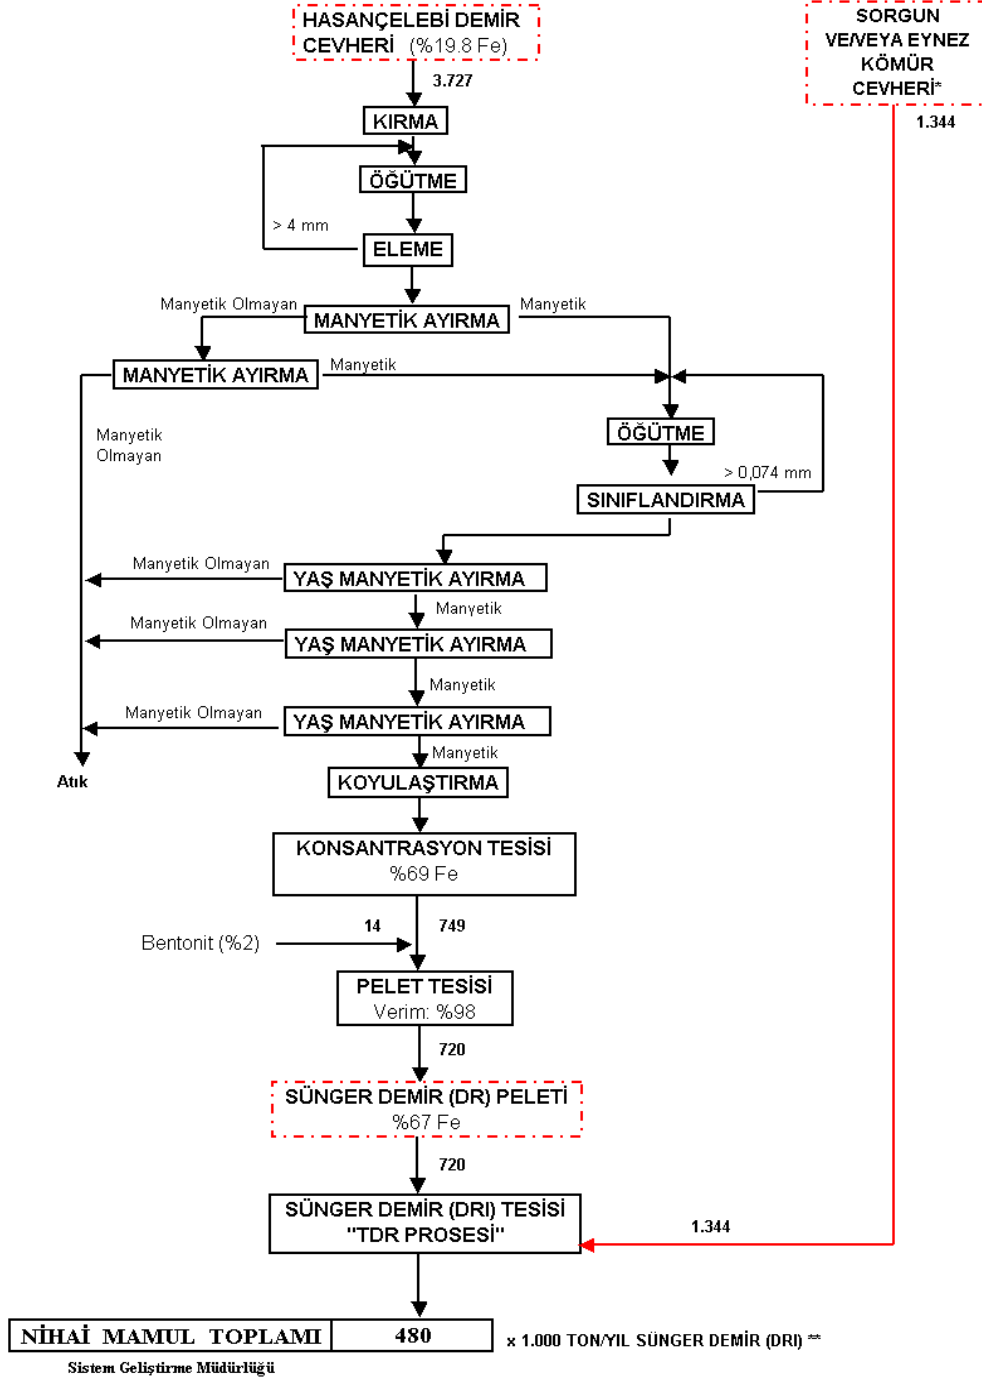 HASANÇELEBİ DEMİR
CEVHERİ (%19.8 Fe)
SORGUN
VE/VEYA EYNEZ
KÖMÜR
CEVHERİ*
3.727
1.344
KIRMA
ÖĞÜTME
> 4 mm
ELEME
Manyetik Olmayan
Manyetik
MANYETİK AYIRMA
MANYETİK AYIRMA
Manyetik
Manyetik
Olmayan
ÖĞÜTME
> 0,074 mm
SINIFLANDIRMA
Manyetik Olmayan
YAŞ MANYETİK AYIRMA
Manyetik
Manyetik Olmayan
YAŞ MANYETİK AYIRMA
Manyetik
Manyetik Olmayan
YAŞ MANYETİK AYIRMA
Manyetik
Atık
KOYULAŞTIRMA
KONSANTRASYON TESİSİ
%69 Fe
14
749
Bentonit (%2)
PELET TESİSİ
Verim: %98
720
SÜNGER DEMİR (DR) PELETİ
%67 Fe
720
SÜNGER DEMİR (DRI) TESİSİ
"TDR PROSESİ"
1.344
NİHAİ MAMUL TOPLAMI 480 x 1.000 TON/YIL SÜNGER DEMİR (DRI) **
Sistem Geliştirme Müdürlüğü